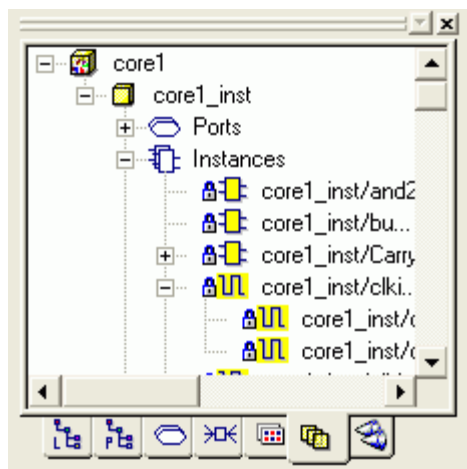 core1
core1_inst
Ports
Instances
core1_inst/and2
core1_inst/bu...
core1_inst/Carry
core1_inst/clki...
core1_inst/c
core1_inst/c
L
P